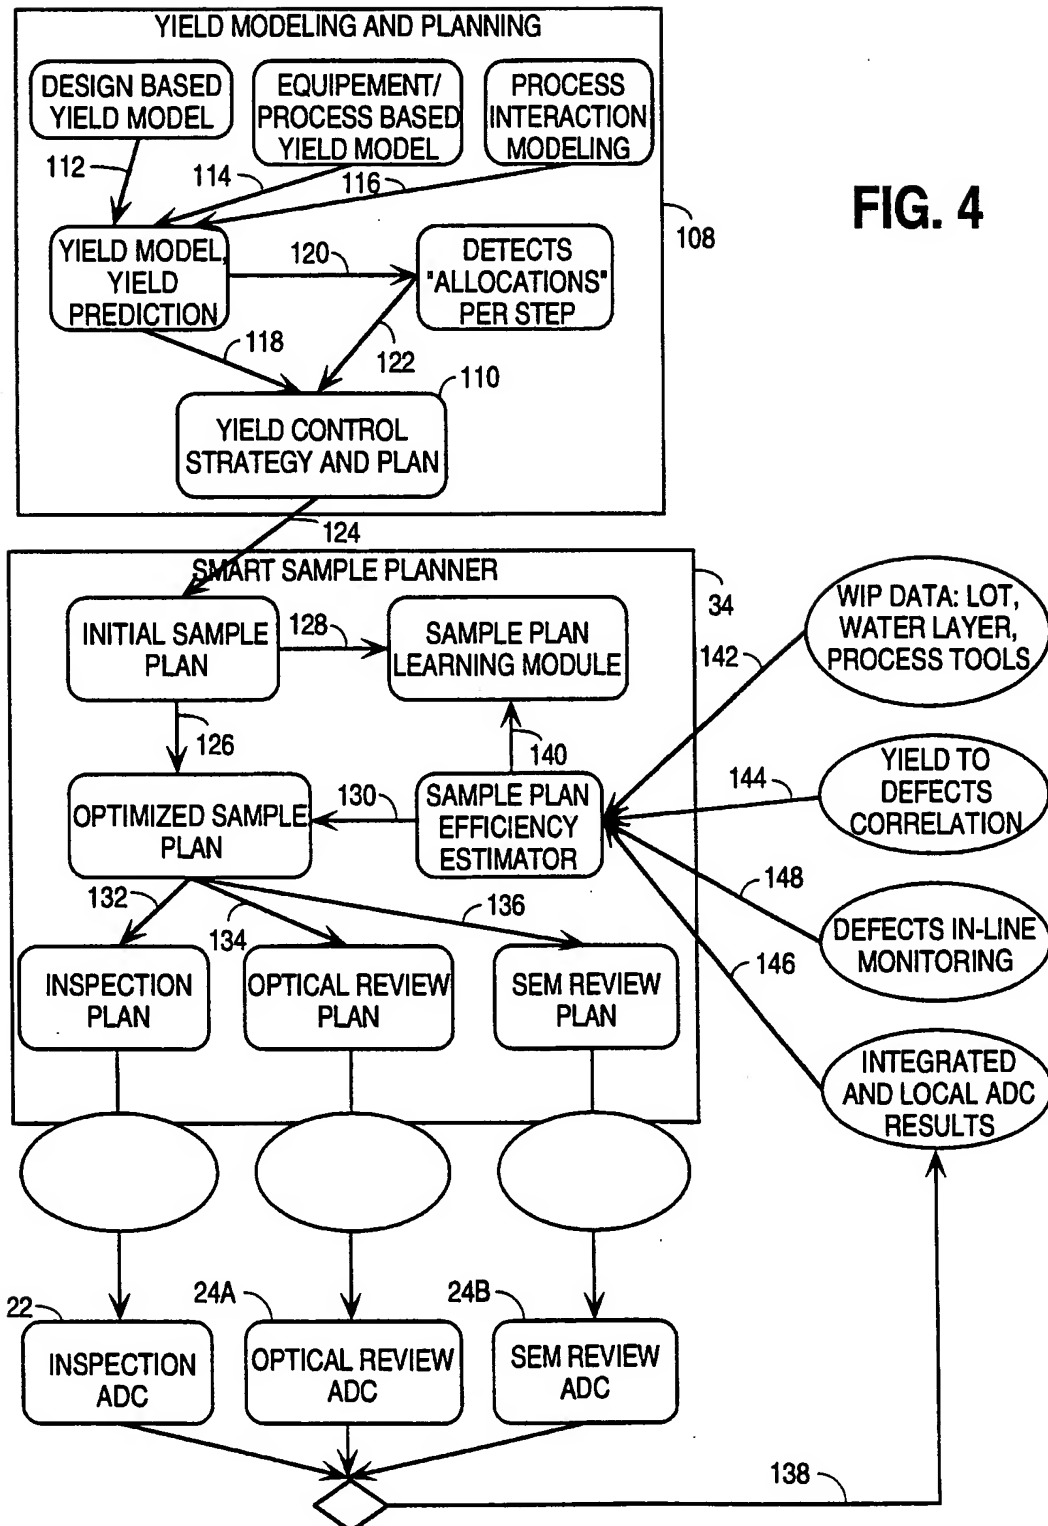 YIELD MODELING AND PLANNING
DESIGN BASED
YIELD MODEL
EQUIPEMENT/
PROCESS BASED
YIELD MODEL
PROCESS
INTERACTION
MODELING
112
114
116
FIG. 4
108
YIELD MODEL,
YIELD
PREDICTION
120
DETECTS
"ALLOCATIONS"
PER STEP
118
122
110
YIELD CONTROL
STRATEGY AND PLAN
124
SMART SAMPLE PLANNER
34
INITIAL SAMPLE
PLAN
128
SAMPLE PLAN
LEARNING MODULE
142
WIP DATA: LOT,
WATER LAYER,
PROCESS TOOLS
126
140
OPTIMIZED SAMPLE
PLAN
130
SAMPLE PLAN
EFFICIENCY
ESTIMATOR
144
YIELD TO
DEFECTS
CORRELATION
132
134
136
148
DEFECTS IN-LINE
MONITORING
146
INSPECTION
PLAN
OPTICAL REVIEW
PLAN
SEM REVIEW
PLAN
INTEGRATED
AND LOCAL ADC
RESULTS
22
24A
24B
INSPECTION
ADC
OPTICAL REVIEW
ADC
SEM REVIEW
ADC
138